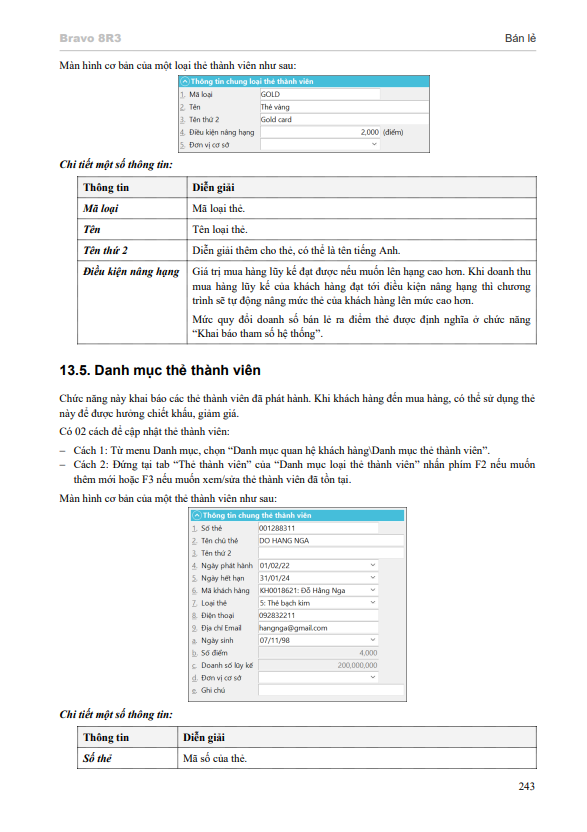 Bravo 8R3
Bán lẻ
Màn hình cơ bản của một loại thẻ thành viên như sau:
Thông tin chung loại thẻ thành viên
1. Mã loại GOLD
2. Tên Thẻ vàng
3. Tên thứ 2 Gold card
4. Điều kiện nâng hạng 2,000 (điểm)
5. Đơn vị cơ sở
Chi tiết một số thông tin:
Thông tin Diễn giải
Mã loại Mã loại thẻ.
Tên Tên loại thẻ.
Tên thứ 2 Diễn giải thêm cho thẻ, có thể là tên tiếng Anh.
Điều kiện nâng hạng Giá trị mua hàng lũy kế đạt được nếu muốn lên hạng cao hơn. Khi doanh thu
mua hàng lũy kế của khách hàng đạt tới điều kiện nâng hạng thì chương
trình sẽ tự động nâng mức thẻ của khách hàng lên mức cao hơn.
Mức quy đổi doanh số bán lẻ ra điểm thẻ được định nghĩa ở chức năng
“Khai báo tham số hệ thống”.
13.5. Danh mục thẻ thành viên
Chức năng này khai báo các thẻ thành viên đã phát hành. Khi khách hàng đến mua hàng, có thể sử dụng thẻ
này để được hưởng chiết khấu, giảm giá.
Có 02 cách để cập nhật thẻ thành viên:
– Cách 1: Từ menu Danh mục, chọn “Danh mục quan hệ khách hàng\Danh mục thẻ thành viên”.
– Cách 2: Đứng tại tab “Thẻ thành viên” của “Danh mục loại thẻ thành viên” nhấn phím F2 nếu muốn
thêm mới hoặc F3 nếu muốn xem/sửa thẻ thành viên đã tồn tại.
Màn hình cơ bản của một thẻ thành viên như sau:
Thông tin chung thẻ thành viên
1. Số thẻ 001288311
2. Tên chủ thẻ DO HANG NGA
3. Tên thứ 2
4. Ngày phát hành 01/02/22
5. Ngày hết hạn 31/01/24
6. Mã khách hàng KH0018621: Đỗ Hằng Nga
7. Loại thẻ 5: Thẻ bạch kim
8. Điện thoại 092832211
9. Địa chỉ Email hangnga@gmail.com
a. Ngày sinh 07/11/98
b. Số điểm 4,000
c. Doanh số lũy kế 200,000,000
d. Đơn vị cơ sở
e. Ghi chú
Chi tiết một số thông tin:
Thông tin Diễn giải
Số thẻ Mã số của thẻ.
243